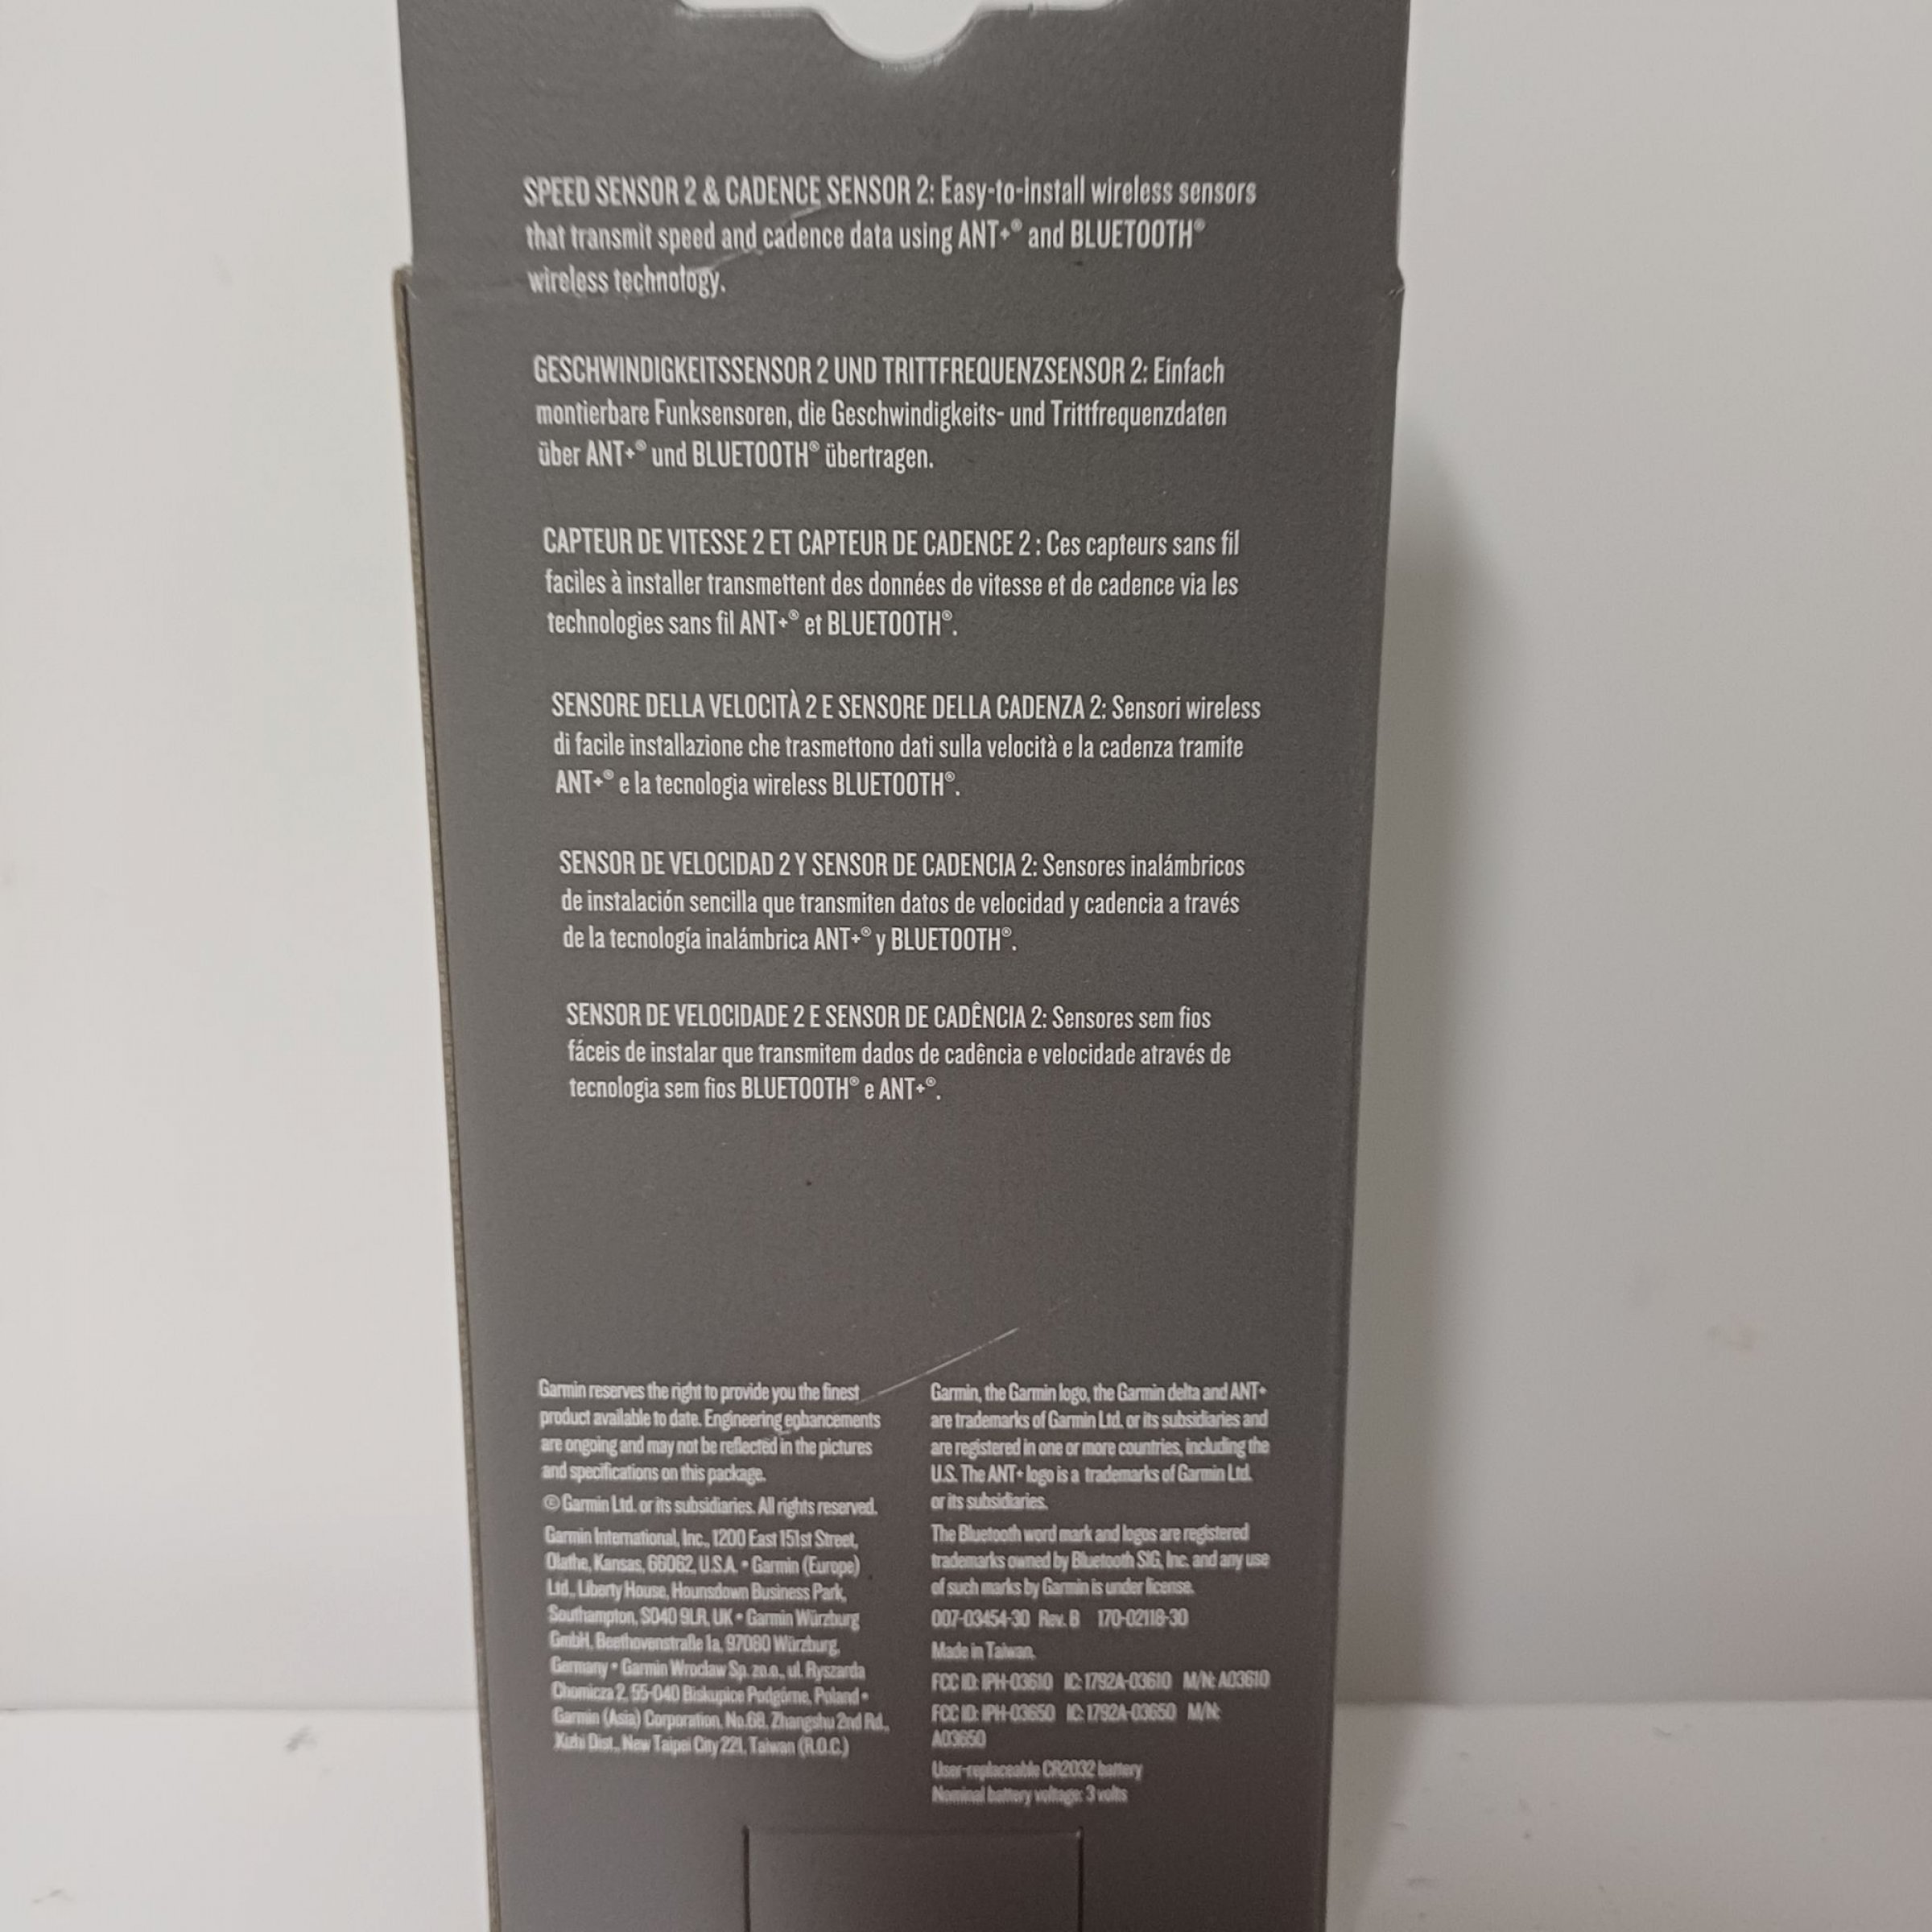 SPEED SENSOR 2 & CADENCE SENSOR 2: Easy-to-install wireless sensors
that transmit speed and cadence data using ANT+® and BLUETOOTH®
wireless technology.
GESCHWINDIGKEITSSENSOR 2 UND TRITTFREQUENZSENSOR 2: Einfach
montierbare Funksensoren, die Geschwindigkeits- und Trittfrequenzdaten
über ANT+® und BLUETOOTH® übertragen.
CAPTEUR DE VITESSE 2 ET CAPTEUR DE CADENCE 2 : Ces capteurs sans fil
faciles à installer transmettent des données de vitesse et de cadence via les
technologies sans fil ANT+® et BLUETOOTH®.
SENSORE DELLA VELOCITÀ 2 E SENSORE DELLA CADENZA 2: Sensori wireless
di facile installazione che trasmettono dati sulla velocità e la cadenza tramite
ANT+® e la tecnologia wireless BLUETOOTH®.
SENSOR DE VELOCIDAD 2 Y SENSOR DE CADENCIA 2: Sensores inalámbricos
de instalación sencilla que transmiten datos de velocidad y cadencia a través
de la tecnología inalámbrica ANT+® y BLUETOOTH®.
SENSOR DE VELOCIDADE 2 E SENSOR DE CADÊNCIA 2: Sensores sem fios
fáceis de instalar que transmitem dados de cadência e velocidade através de
tecnologia sem fios BLUETOOTH® e ANT+®.
Garmin reserves the right to provide you the finest
product available to date. Engineering enhancements
are ongoing and may not be reflected in the pictures
and specifications on this package.
© Garmin Ltd. or its subsidiaries. All rights reserved.
Garmin International, Inc., 1200 East 151st Street,
Olathe, Kansas, 66062, U.S.A. • Garmin (Europe)
Ltd., Liberty House, Hounsdown Business Park,
Southampton, SO40 9LR, UK • Garmin Würzburg
GmbH, Beethovenstraße 1a, 97080 Würzburg,
Germany • Garmin Wroclaw Sp. zo.o., ul. Ryszarda
Chomicza 2, 55-040 Biskupice Podgórne, Poland •
Garmin (Asia) Corporation, No.68, Zhangshu 2nd Rd.,
Xizhi Dist., New Taipei City 221, Taiwan (R.O.C.)
Garmin, the Garmin logo, the Garmin delta and ANT+
are trademarks of Garmin Ltd. or its subsidiaries and
are registered in one or more countries, including the
U.S. The ANT+ logo is a trademarks of Garmin Ltd.
or its subsidiaries.
The Bluetooth word mark and logos are registered
trademarks owned by Bluetooth SIG, Inc. and any use
of such marks by Garmin is under license.
007-03454-30 Rev. B 170-02118-30
Made in Taiwan.
FCC ID: IPH-03610 IC: 1792A-03610 M/N: A03610
FCC ID: IPH-03650 IC: 1792A-03650 M/N:
A03650
User-replaceable CR2032 battery
Nominal battery voltage: 3 volts